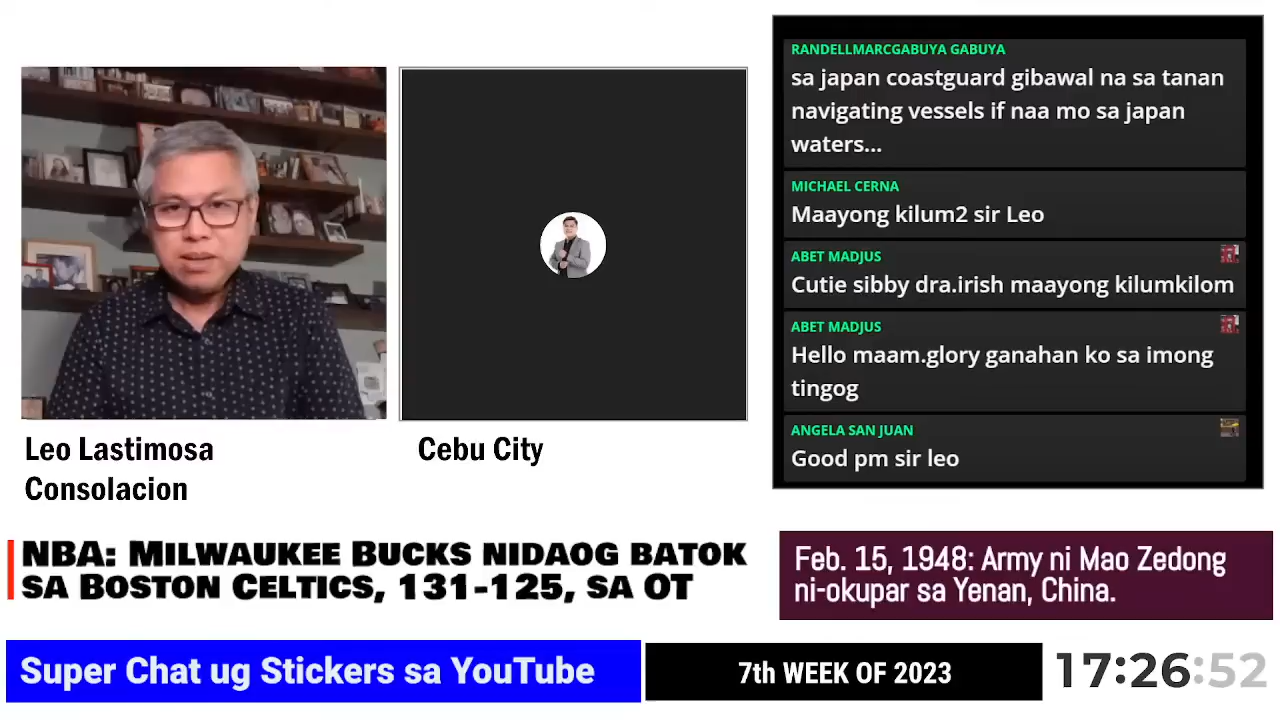 RANDELLMARCGABUYA GABUYA
sa japan coastguard gibawal na sa tanan
navigating vessels if naa mo sa japan
waters...
MICHAEL CERNA
Maayong kilum2 sir Leo
ABET MADJUS
Cutie sibby dra.irish maayong kilumkilom
ABET MADJUS
Hello maam.glory ganahan ko sa imong
tingog
ANGELA SAN JUAN
Good pm sir leo
Leo Lastimosa
Consolacion
Cebu City
NBA: MILWAUKEE BUCKS NIDAOG BATOK
SA BOSTON CELTICS, 131-125, SA OT
Feb. 15, 1948: Army ni Mao Zedong
ni-okupar sa Yenan, China.
Super Chat ug Stickers sa YouTube
7th WEEK OF 2023
17:26:52